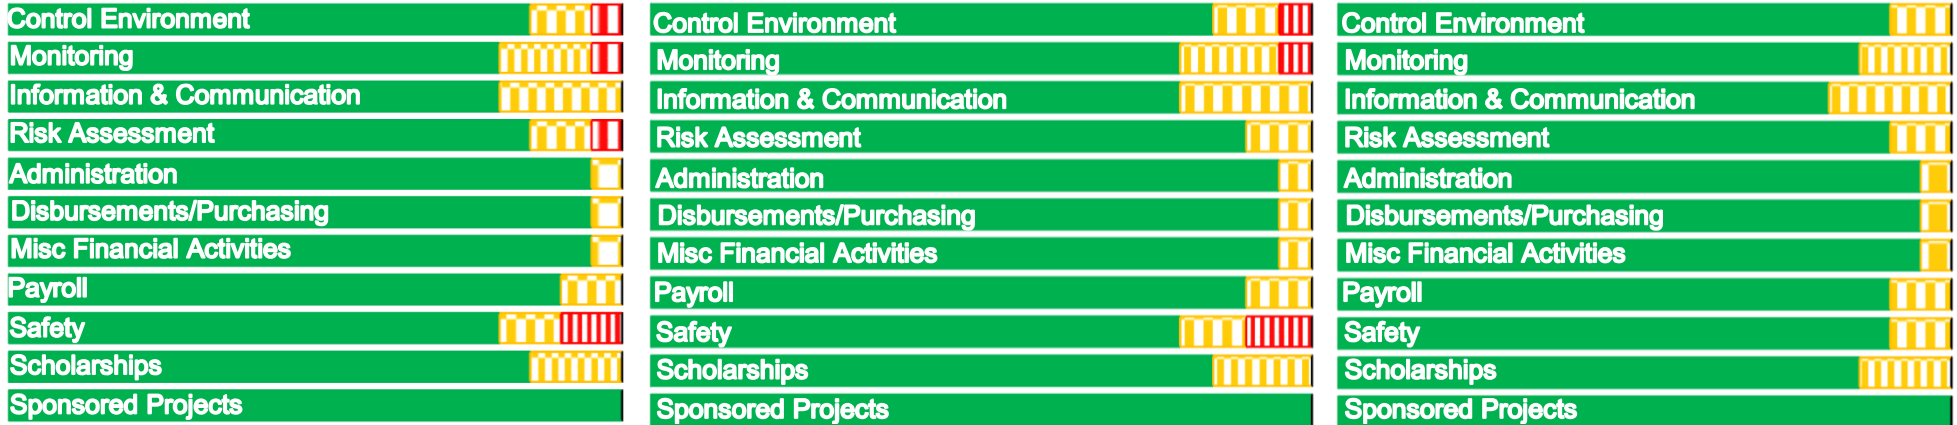 Control Environment
Monitoring
Information & Communication
Risk Assessment
Administration
Disbursements/Purchasing
Misc Financial Activities
Payroll
Safety
Scholarships
Sponsored Projects
Control Environment
Monitoring
Information & Communication
Risk Assessment
Administration
Disbursements/Purchasing
Misc Financial Activities
Payroll
Safety
Scholarships
Sponsored Projects
Control Environment
Monitoring
Information & Communication
Risk Assessment
Administration
Disbursements/Purchasing
Misc Financial Activities
Payroll
Safety
Scholarships
Sponsored Projects